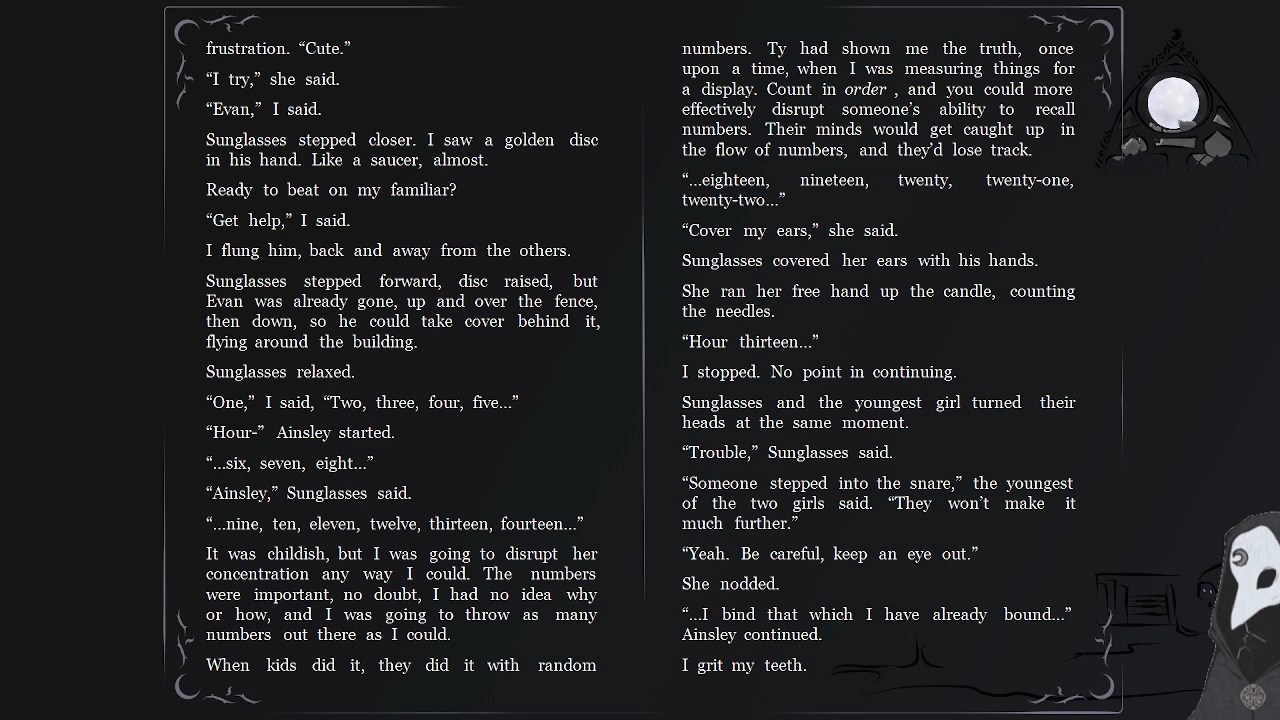 frustration. “Cute.”
“I try,” she said.
“Evan,” I said.
Sunglasses stepped closer. I saw a golden disc
in his hand. Like a saucer, almost.
Ready to beat on my familiar?
“Get help,” I said.
I flung him, back and away from the others.
Sunglasses stepped forward, disc raised, but
Evan was already gone, up and over the fence,
then down, so he could take cover behind it,
flying around the building.
Sunglasses relaxed.
“One,” I said, “Two, three, four, five…”
“Hour-” Ainsley started.
“…six, seven, eight…”
“Ainsley,” Sunglasses said.
“…nine, ten, eleven, twelve, thirteen, fourteen…”
It was childish, but I was going to disrupt her
concentration any way I could. The numbers
were important, no doubt, I had no idea why
or how, and I was going to throw as many
numbers out there as I could.
When kids did it, they did it with random
numbers. Ty had shown me the truth, once
upon a time, when I was measuring things for
a display. Count in order , and you could more
effectively disrupt someone’s ability to recall
numbers. Their minds would get caught up in
the flow of numbers, and they’d lose track.
“…eighteen, nineteen, twenty, twenty-one,
twenty-two…”
“Cover my ears,” she said.
Sunglasses covered her ears with his hands.
She ran her free hand up the candle, counting
the needles.
“Hour thirteen…”
I stopped. No point in continuing.
Sunglasses and the youngest girl turned their
heads at the same moment.
“Trouble,” Sunglasses said.
“Someone stepped into the snare,” the youngest
of the two girls said. “They won’t make it
much further.”
“Yeah. Be careful, keep an eye out.”
She nodded.
“…I bind that which I have already bound…”
Ainsley continued.
I grit my teeth.